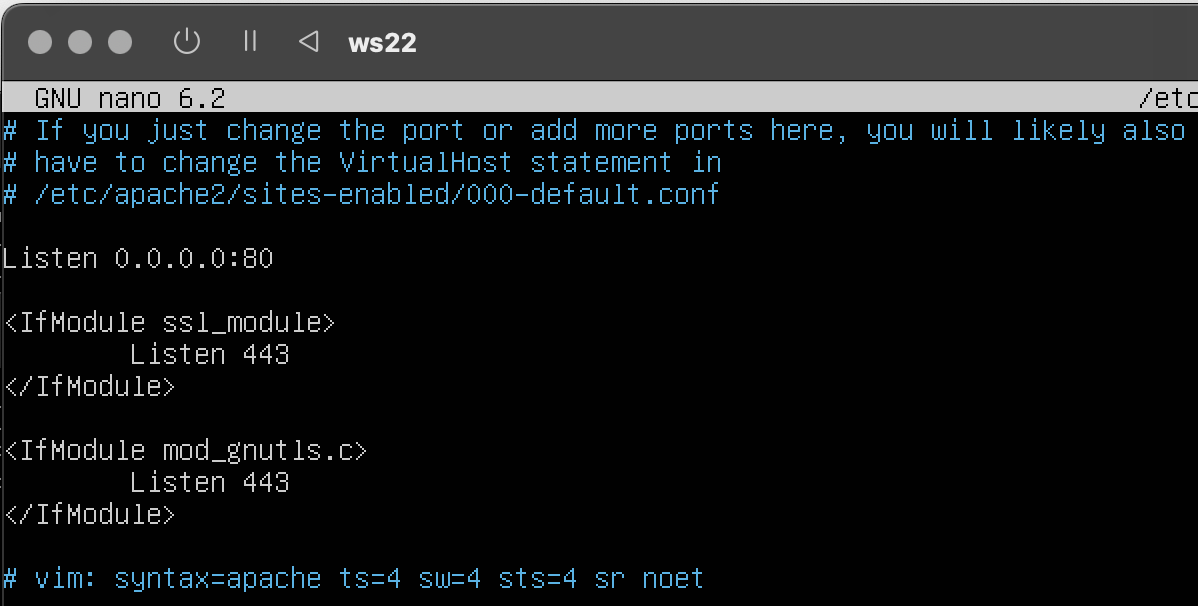 ws22
GNU nano 6.2 /etc
# If you just change the port or add more ports here, you will likely also
# have to change the VirtualHost statement in
# /etc/apache2/sites-enabled/000-default.conf
Listen 0.0.0.0:80
<IfModule ssl_module>
Listen 443
</IfModule>
<IfModule mod_gnutls.c>
Listen 443
</IfModule>
# vim: syntax=apache ts=4 sw=4 sts=4 sr noet